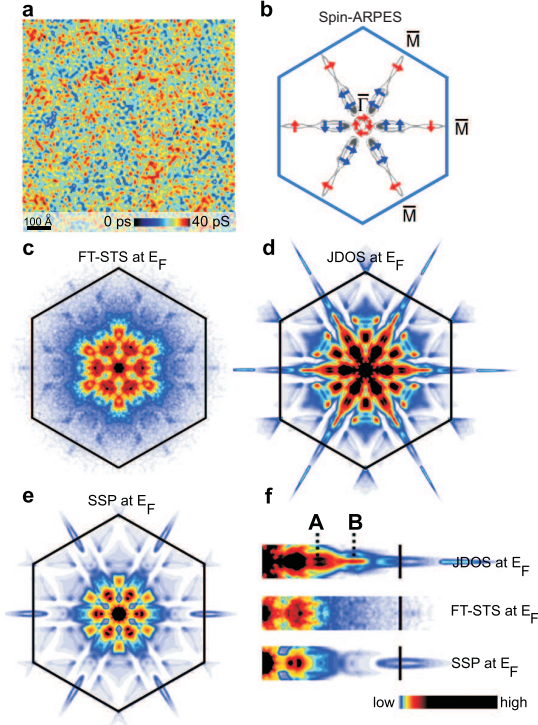 a
b
Spin-ARPES
M
Γ
M
M
100 Å
0 ps
40 pS
c
FT-STS at EF
d
JDOS at EF
e
SSP at EF
f
A
B
JDOS at EF
FT-STS at EF
SSP at EF
low
high